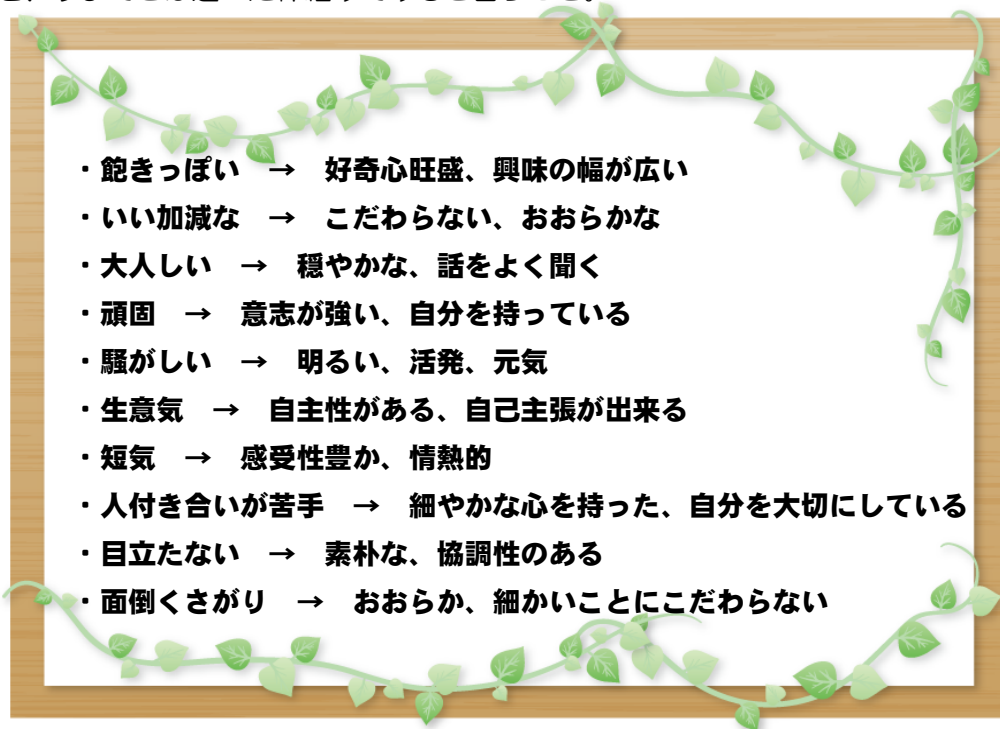 ・飽きっぽい　→　好奇心旺盛、興味の幅が広い
・いい加減な　→　こだわらない、おおらかな
・大人しい　→　穏やかな、話をよく聞く
・頑固　→　意志が強い、自分を持っている
・騒がしい　→　明るい、活発、元気
・生意気　→　自主性がある、自己主張が出来る
・短気　→　感受性豊か、情熱的
・人付き合いが苦手　→　細やかな心を持った、自分を大切にしている
・目立たない　→　素朴な、協調性のある
・面倒くさがり　→　おおらか、細かいことにこだわらない